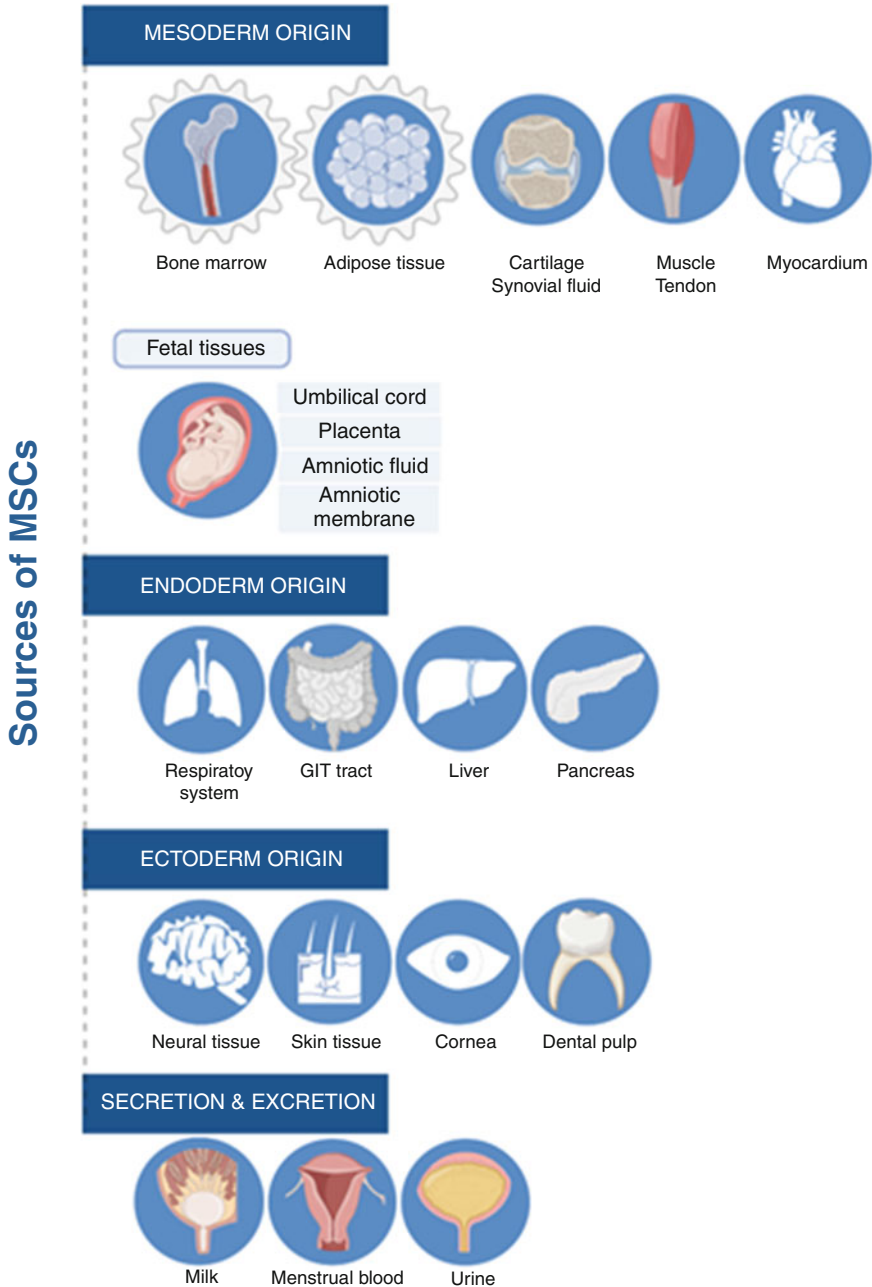 Sources of MSCs
MESODERM ORIGIN
Bone marrow
Adipose tissue
Cartilage
Synovial fluid
Muscle
Tendon
Myocardium
Fetal tissues
Umbilical cord
Placenta
Amniotic fluid
Amniotic
membrane
ENDODERM ORIGIN
Respiratoy
system
GIT tract
Liver
Pancreas
ECTODERM ORIGIN
Neural tissue
Skin tissue
Cornea
Dental pulp
SECRETION & EXCRETION
Milk
Menstrual blood
Urine